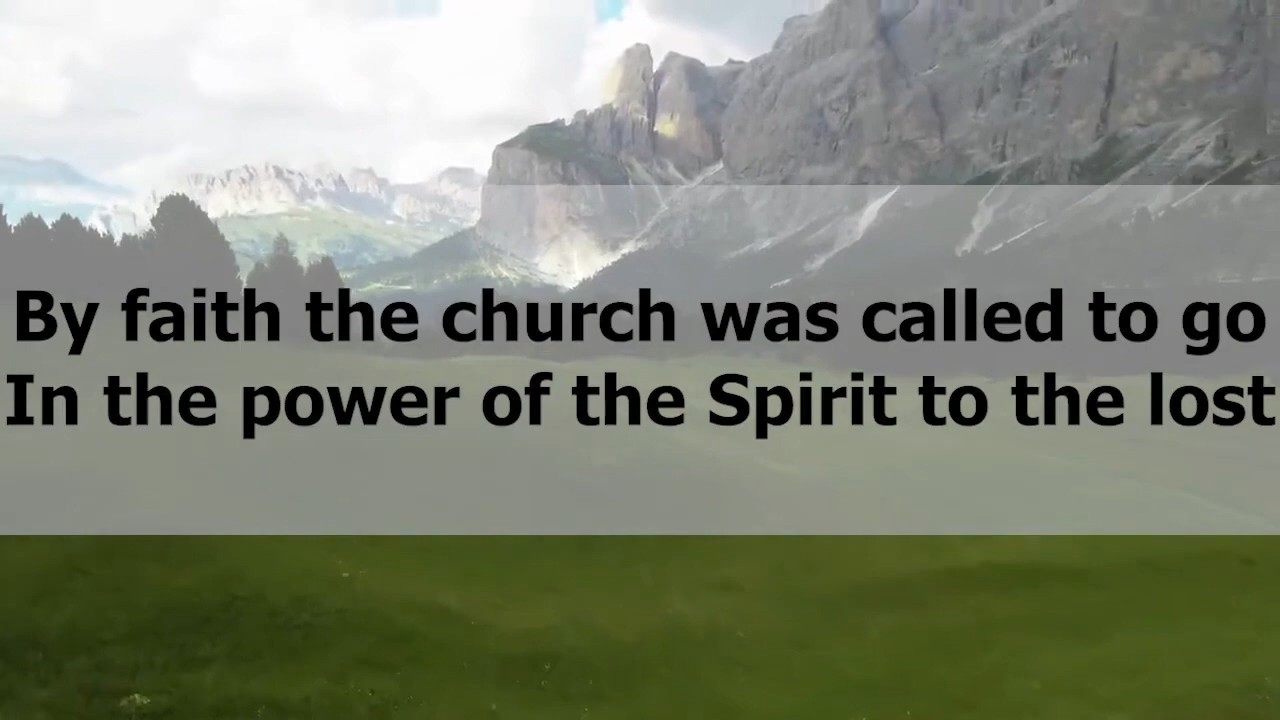 By faith the church was called to go
In the power of the Spirit to the lost